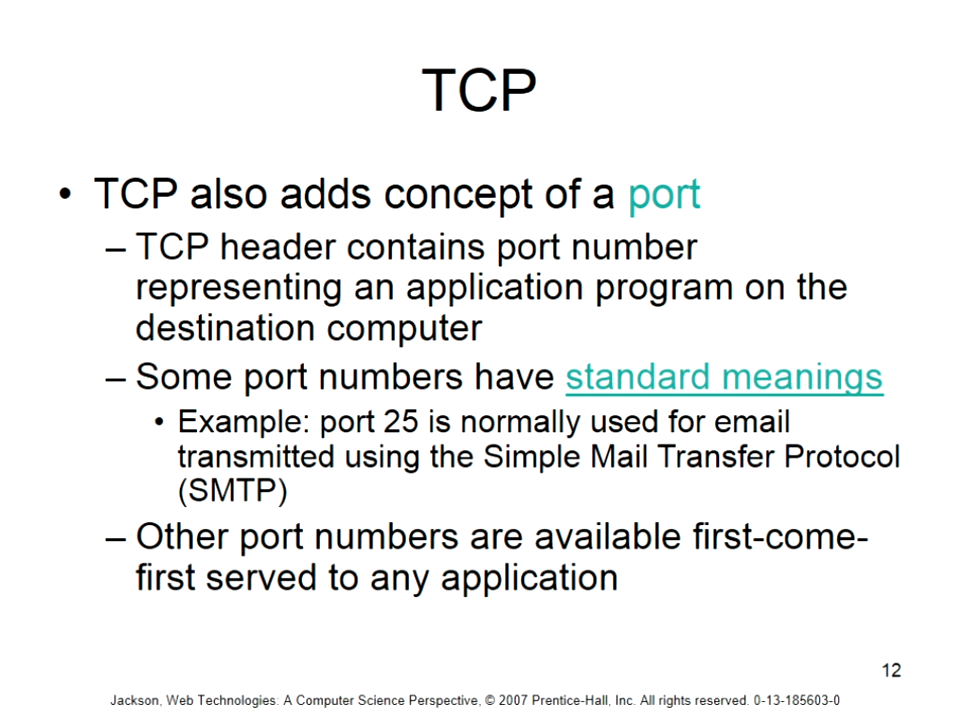 TCP
• TCP also adds concept of a port
– TCP header contains port number
representing an application program on the
destination computer
– Some port numbers have standard meanings
• Example: port 25 is normally used for email
transmitted using the Simple Mail Transfer Protocol
(SMTP)
– Other port numbers are available first-come-
first served to any application
12
Jackson, Web Technologies: A Computer Science Perspective, © 2007 Prentice-Hall, Inc. All rights reserved. 0-13-185603-0